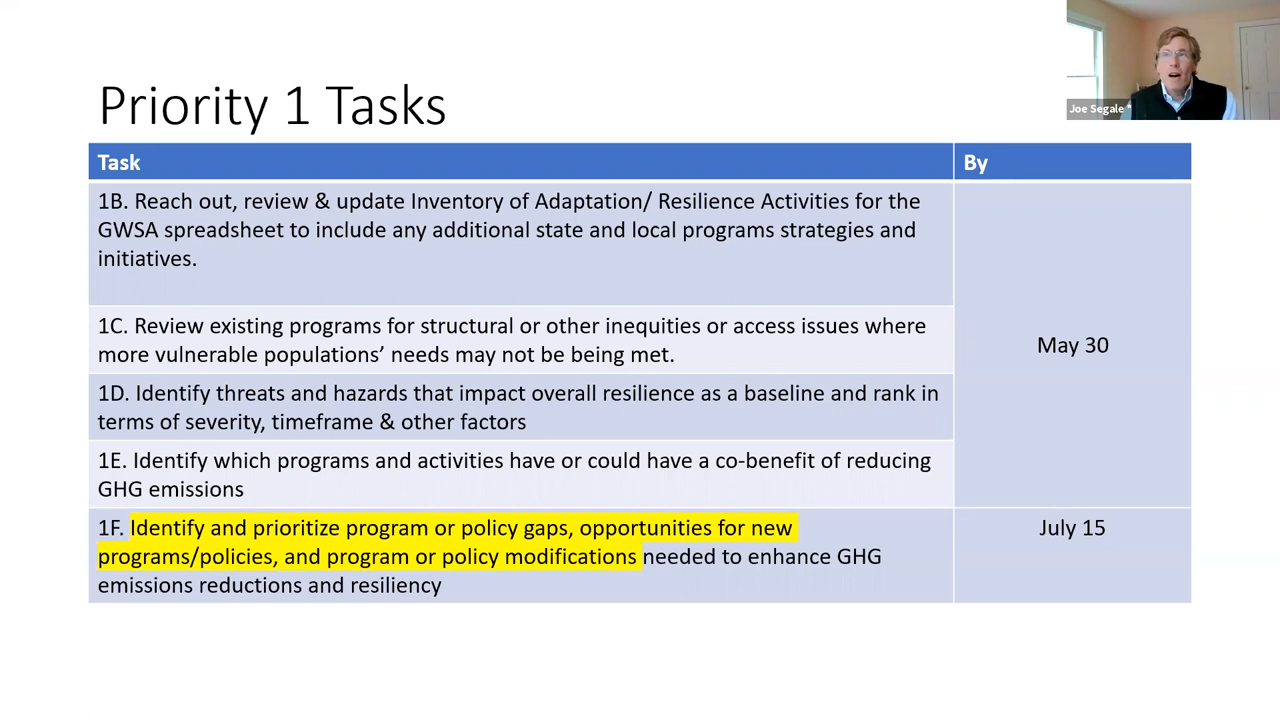 Priority 1 Tasks
Joe Segale
Task
By
1B. Reach out, review & update Inventory of Adaptation/ Resilience Activities for the
GWSA spreadsheet to include any additional state and local programs strategies and
initiatives.
1C. Review existing programs for structural or other inequities or access issues where
more vulnerable populations’ needs may not be being met.
1D. Identify threats and hazards that impact overall resilience as a baseline and rank in
terms of severity, timeframe & other factors
1E. Identify which programs and activities have or could have a co-benefit of reducing
GHG emissions
May 30
1F. Identify and prioritize program or policy gaps, opportunities for new
programs/policies, and program or policy modifications needed to enhance GHG
emissions reductions and resiliency
July 15